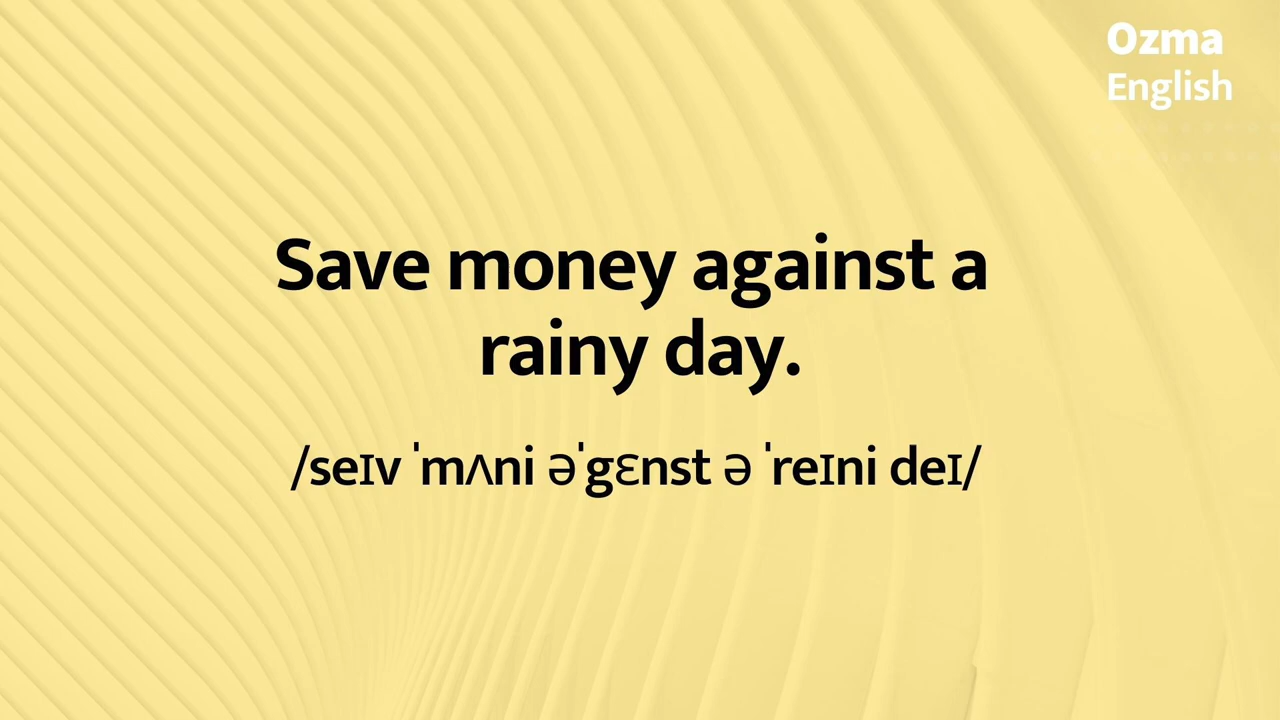 Ozma
English
Save money against a
rainy day.
/seɪv ˈmʌni əˈgɛnst ə ˈreɪni deɪ/